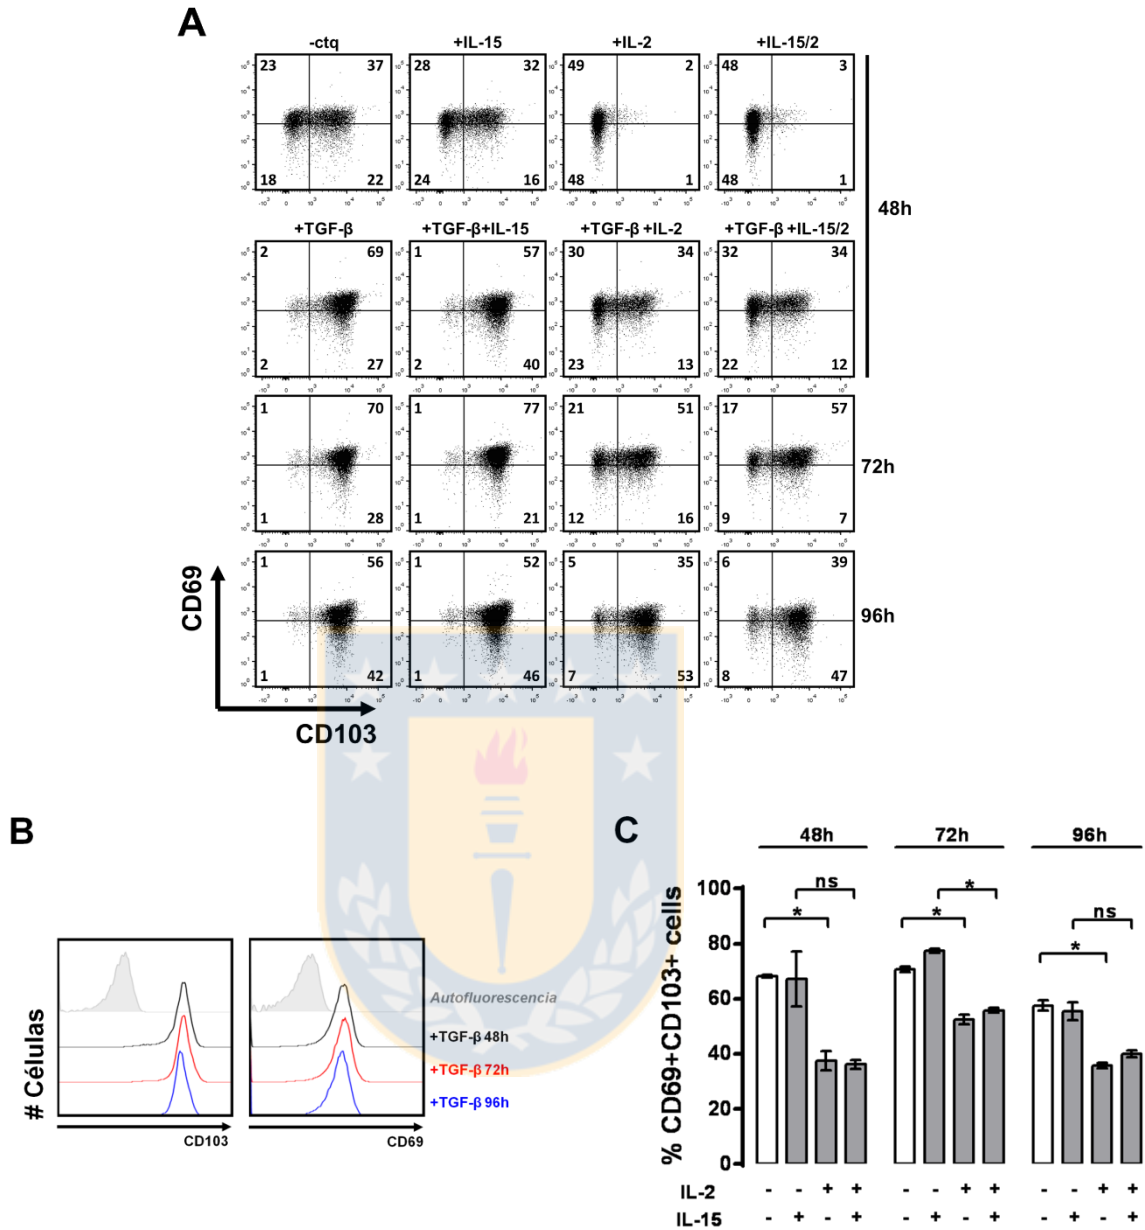 A
-ctq +IL-15 +IL-2 +IL-15/2
23 37 28 32 49 2 48 3
18 22 24 16 48 1 48 1
48h
+TGF-β +TGF-β+IL-15 +TGF-β +IL-2 +TGF-β +IL-15/2
2 69 1 57 30 34 32 34
2 27 2 40 23 13 22 12
1 70 1 77 21 51 17 57
72h
1 28 1 21 12 16 9 7
1 56 1 52 5 35 6 39
96h
1 42 1 46 7 53 8 47
CD69
CD103
B
# Células
Autofluorescencia
+TGF-β 48h
+TGF-β 72h
+TGF-β 96h
CD103 CD69
C
48h 72h 96h
% CD69+CD103+ cells
100
80
60
40
20
0
* ns * * * ns
IL-2 - - + + - - + + - - + +
IL-15 - + - + - + - + - + - +